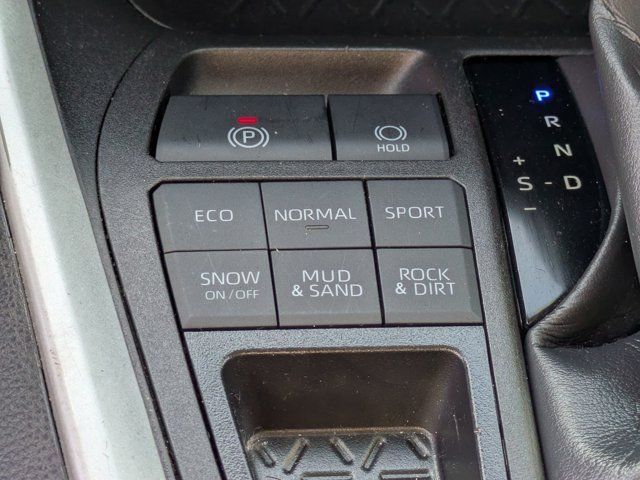 P
HOLD
ECO
NORMAL
SPORT
SNOW
ON/OFF
MUD
& SAND
ROCK
& DIRT
P
R
N
+
S - D
−